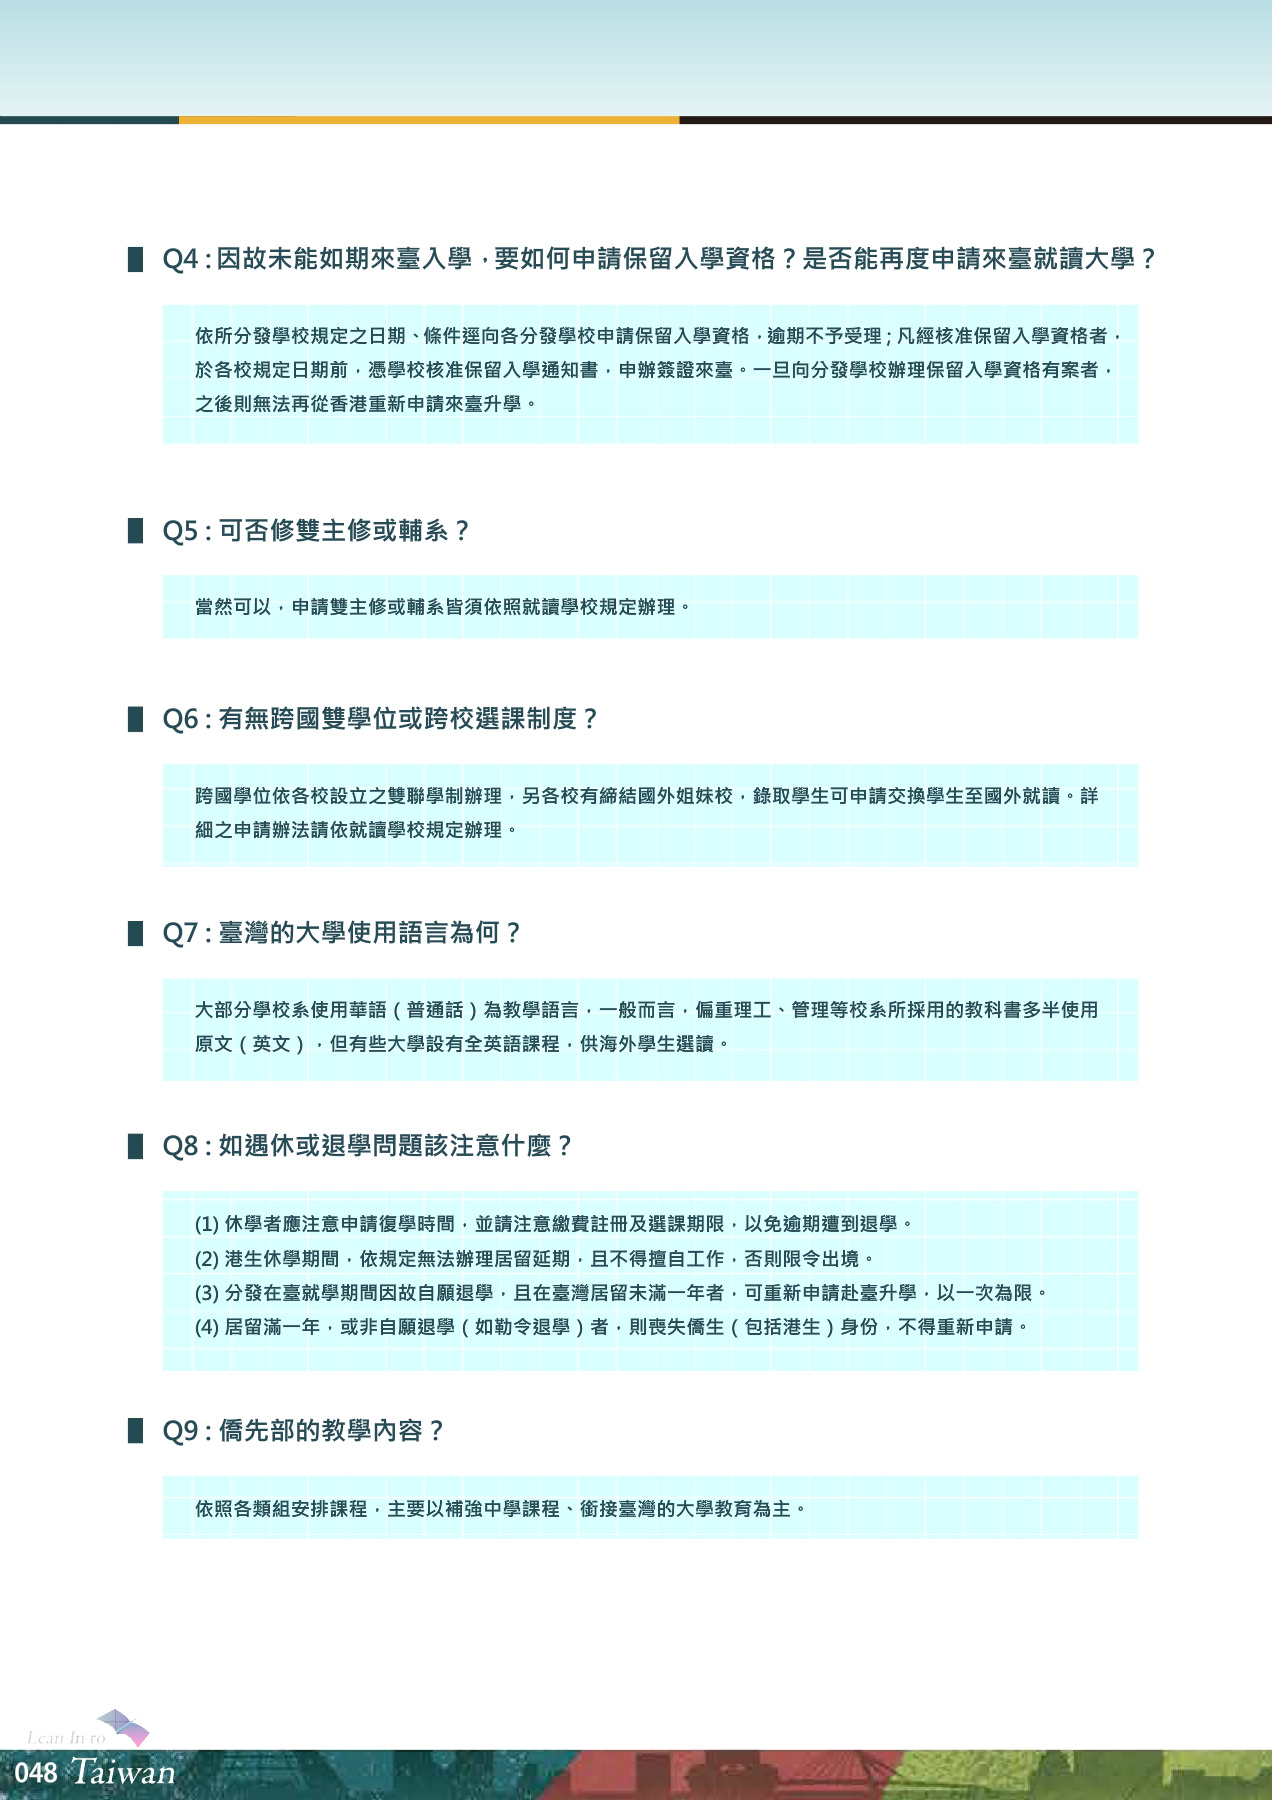 Q4：因故未能如期來臺入學，要如何申請保留入學資格？是否能再度申請來臺就讀大學？
依所分發學校規定之日期、條件逕向各分發學校申請保留入學資格，逾期不予受理；凡經核准保留入學資格者，
於各校規定日期前，憑學校核准保留入學通知書，申辦簽證來臺。一旦向分發學校辦理保留入學資格有案者，
之後則無法再從香港重新申請來臺升學。
Q5：可否修雙主修或輔系？
當然可以，申請雙主修或輔系皆須依照就讀學校規定辦理。
Q6：有無跨國雙學位或跨校選課制度？
跨國學位依各校設立之雙聯學制辦理，另各校有締結國外姐妹校，錄取學生可申請交換學生至國外就讀。詳
細之申請辦法請依就讀學校規定辦理。
Q7：臺灣的大學使用語言為何？
大部分學校系使用華語（普通話）為教學語言，一般而言，偏重理工、管理等校系所採用的教科書多半使用
原文（英文），但有些大學設有全英語課程，供海外學生選讀。
Q8：如遇休或退學問題該注意什麼？
(1) 休學者應注意申請復學時間，並請注意繳費註冊及選課期限，以免逾期遭到退學。
(2) 港生休學期間，依規定無法辦理居留延期，且不得擅自工作，否則限令出境。
(3) 分發在臺就學期間因故自願退學，且在臺灣居留未滿一年者，可重新申請赴臺升學，以一次為限。
(4) 居留滿一年，或非自願退學（如勒令退學）者，則喪失僑生（包括港生）身份，不得重新申請。
Q9：僑先部的教學內容？
依照各類組安排課程，主要以補強中學課程、銜接臺灣的大學教育為主。
Lean In to
048 Taiwan